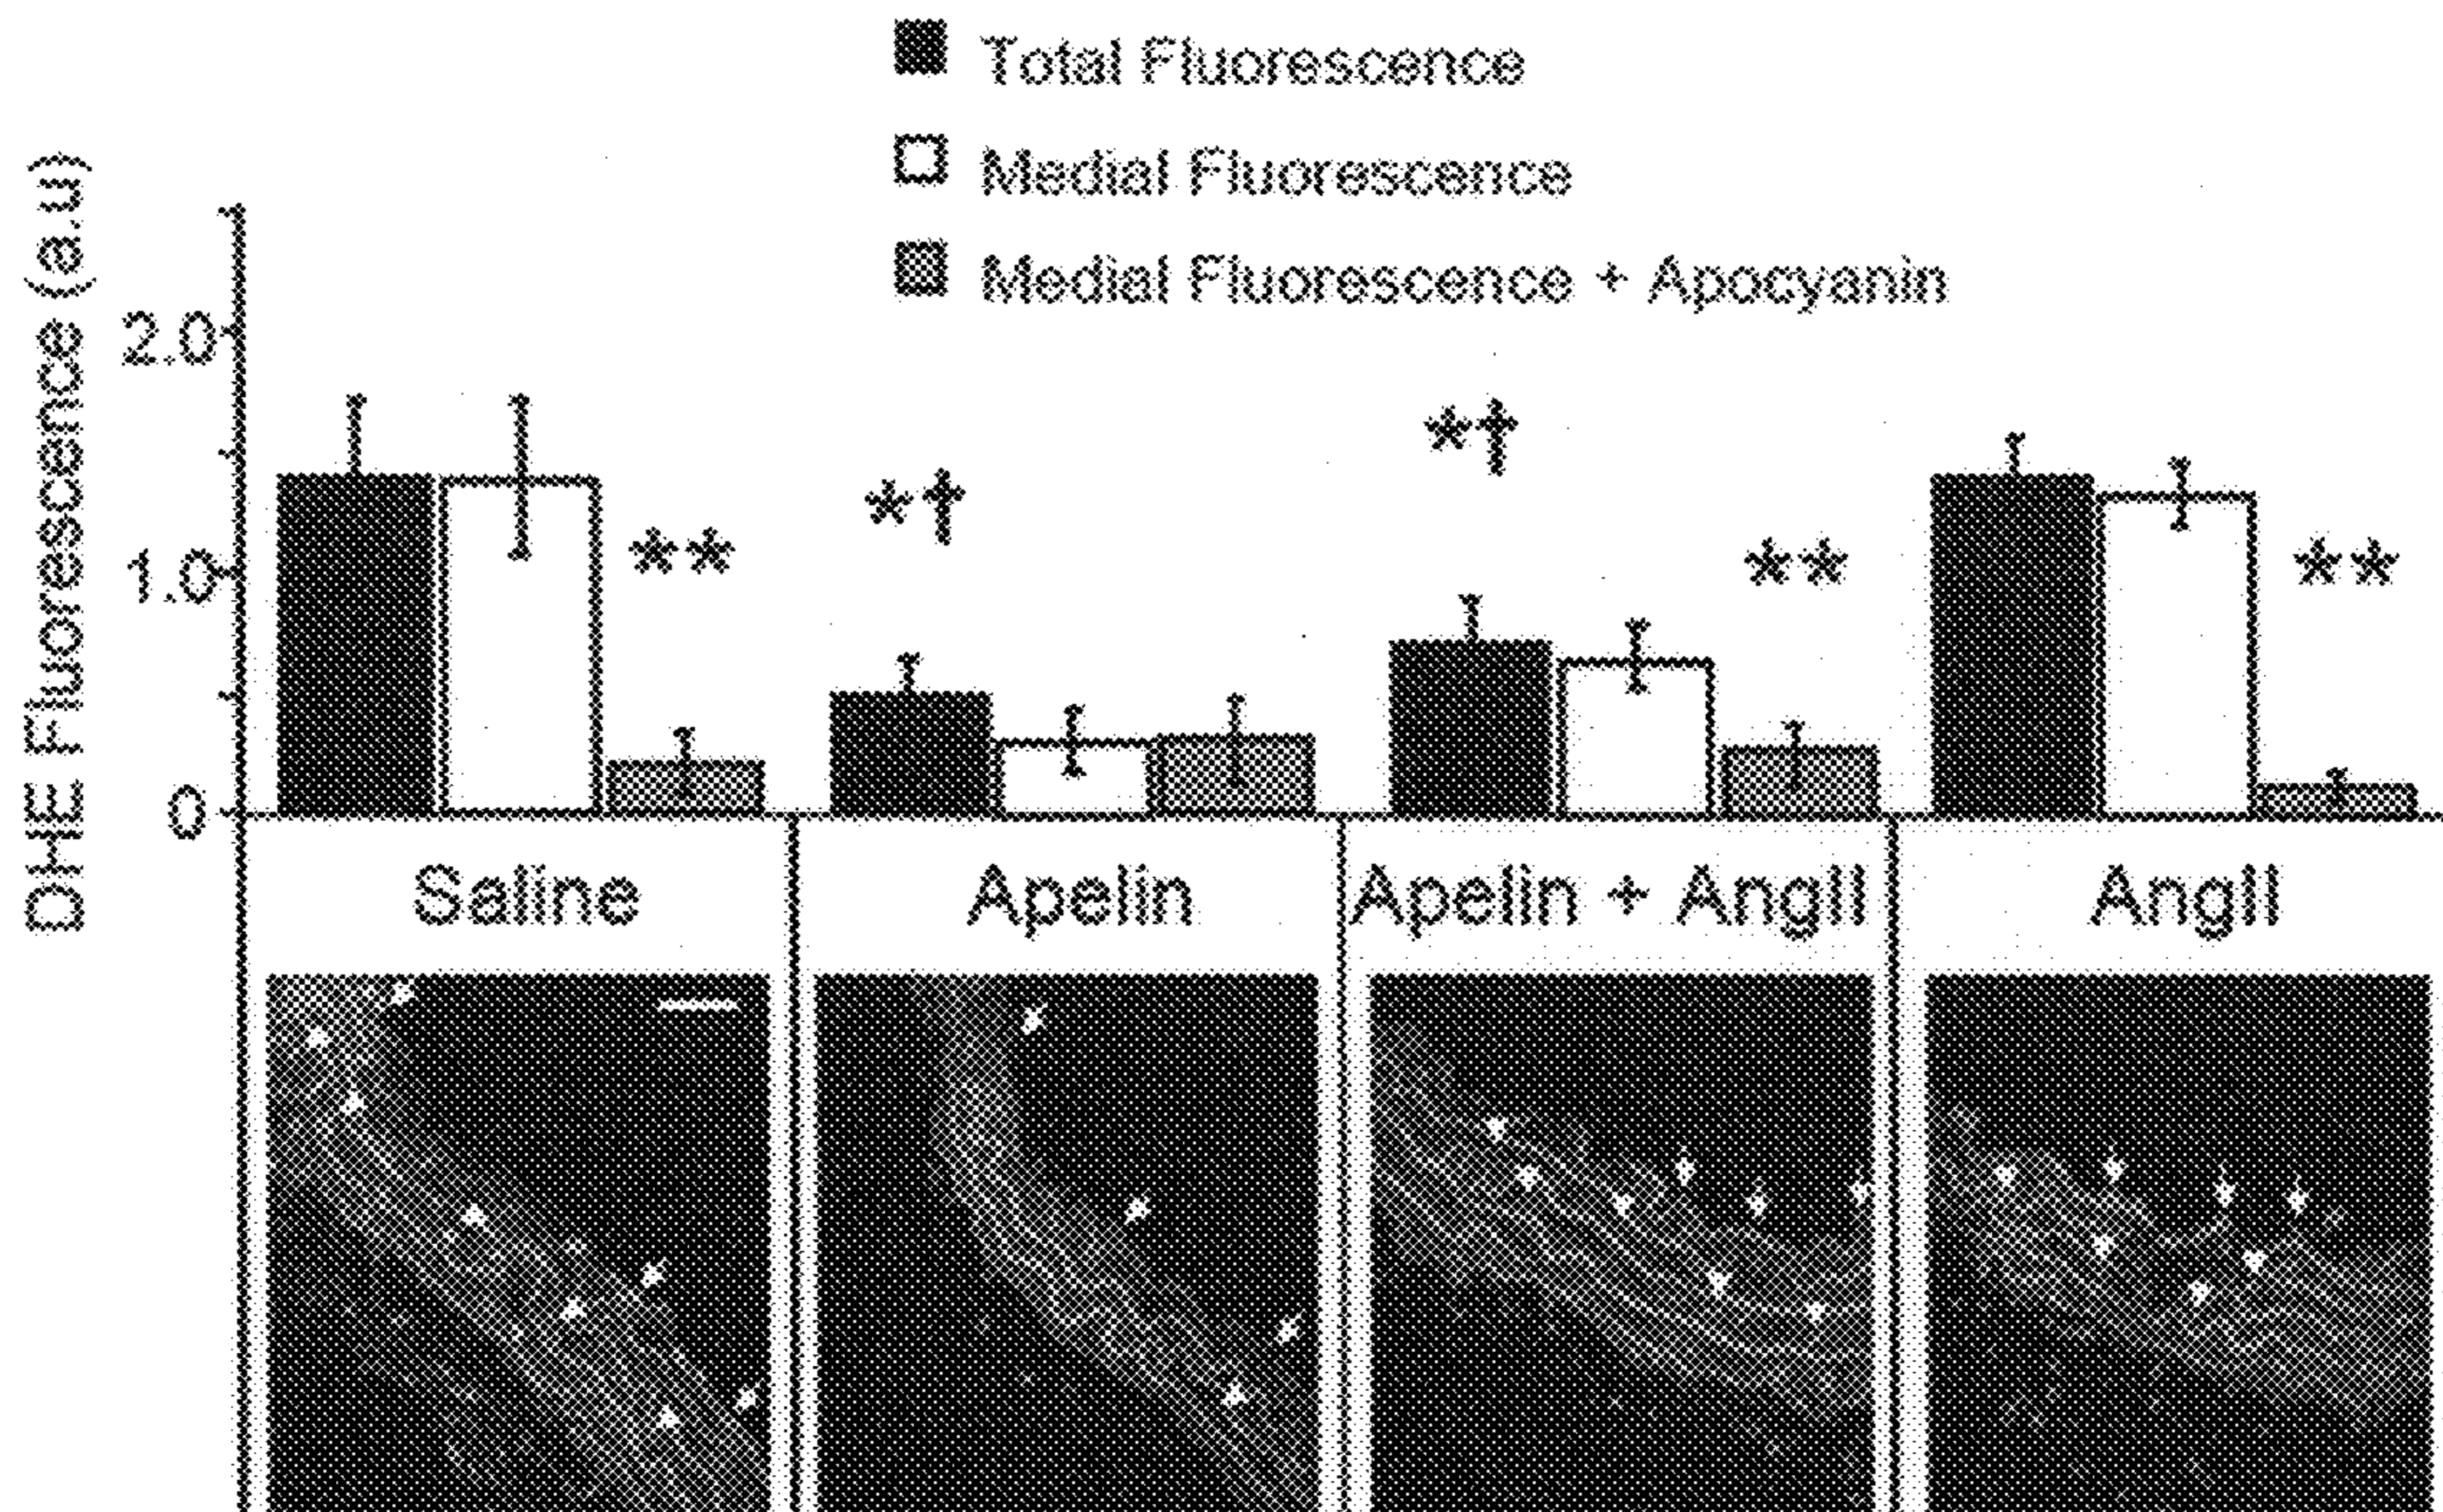 Total Fluorescence
Medial Fluorescence
Medial Fluorescence + Apocyanin
DHE Fluorescence (a.u)
2.0
1.0
0
**
*†
*†
**
**
Saline
Apelin
Apelin + AngII
AngII